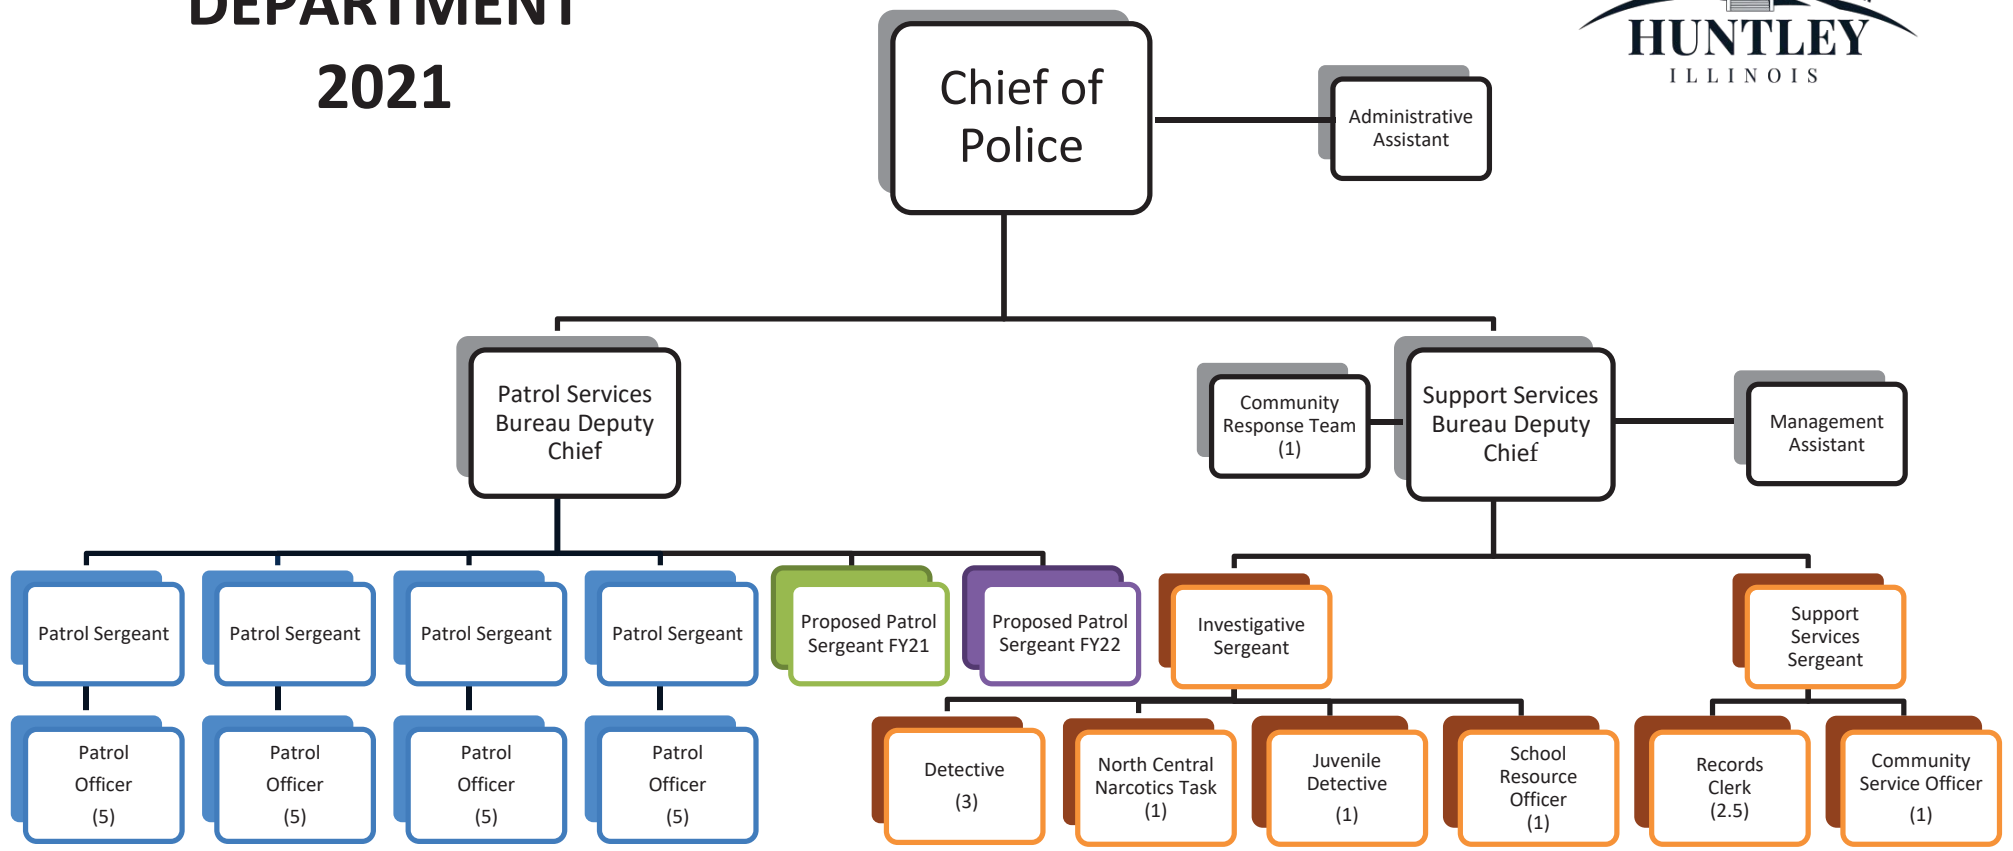 DEPARTMENT
2021
HUNTLEY
ILLINOIS
Chief of
Police
Administrative
Assistant
Patrol Services
Bureau Deputy
Chief
Community
Response Team
(1)
Support Services
Bureau Deputy
Chief
Management
Assistant
Patrol Sergeant
Patrol Sergeant
Patrol Sergeant
Patrol Sergeant
Proposed Patrol
Sergeant FY21
Proposed Patrol
Sergeant FY22
Investigative
Sergeant
Support
Services
Sergeant
Patrol
Officer
(5)
Patrol
Officer
(5)
Patrol
Officer
(5)
Patrol
Officer
(5)
Detective
(3)
North Central
Narcotics Task
(1)
Juvenile
Detective
(1)
School
Resource
Officer
(1)
Records
Clerk
(2.5)
Community
Service Officer
(1)